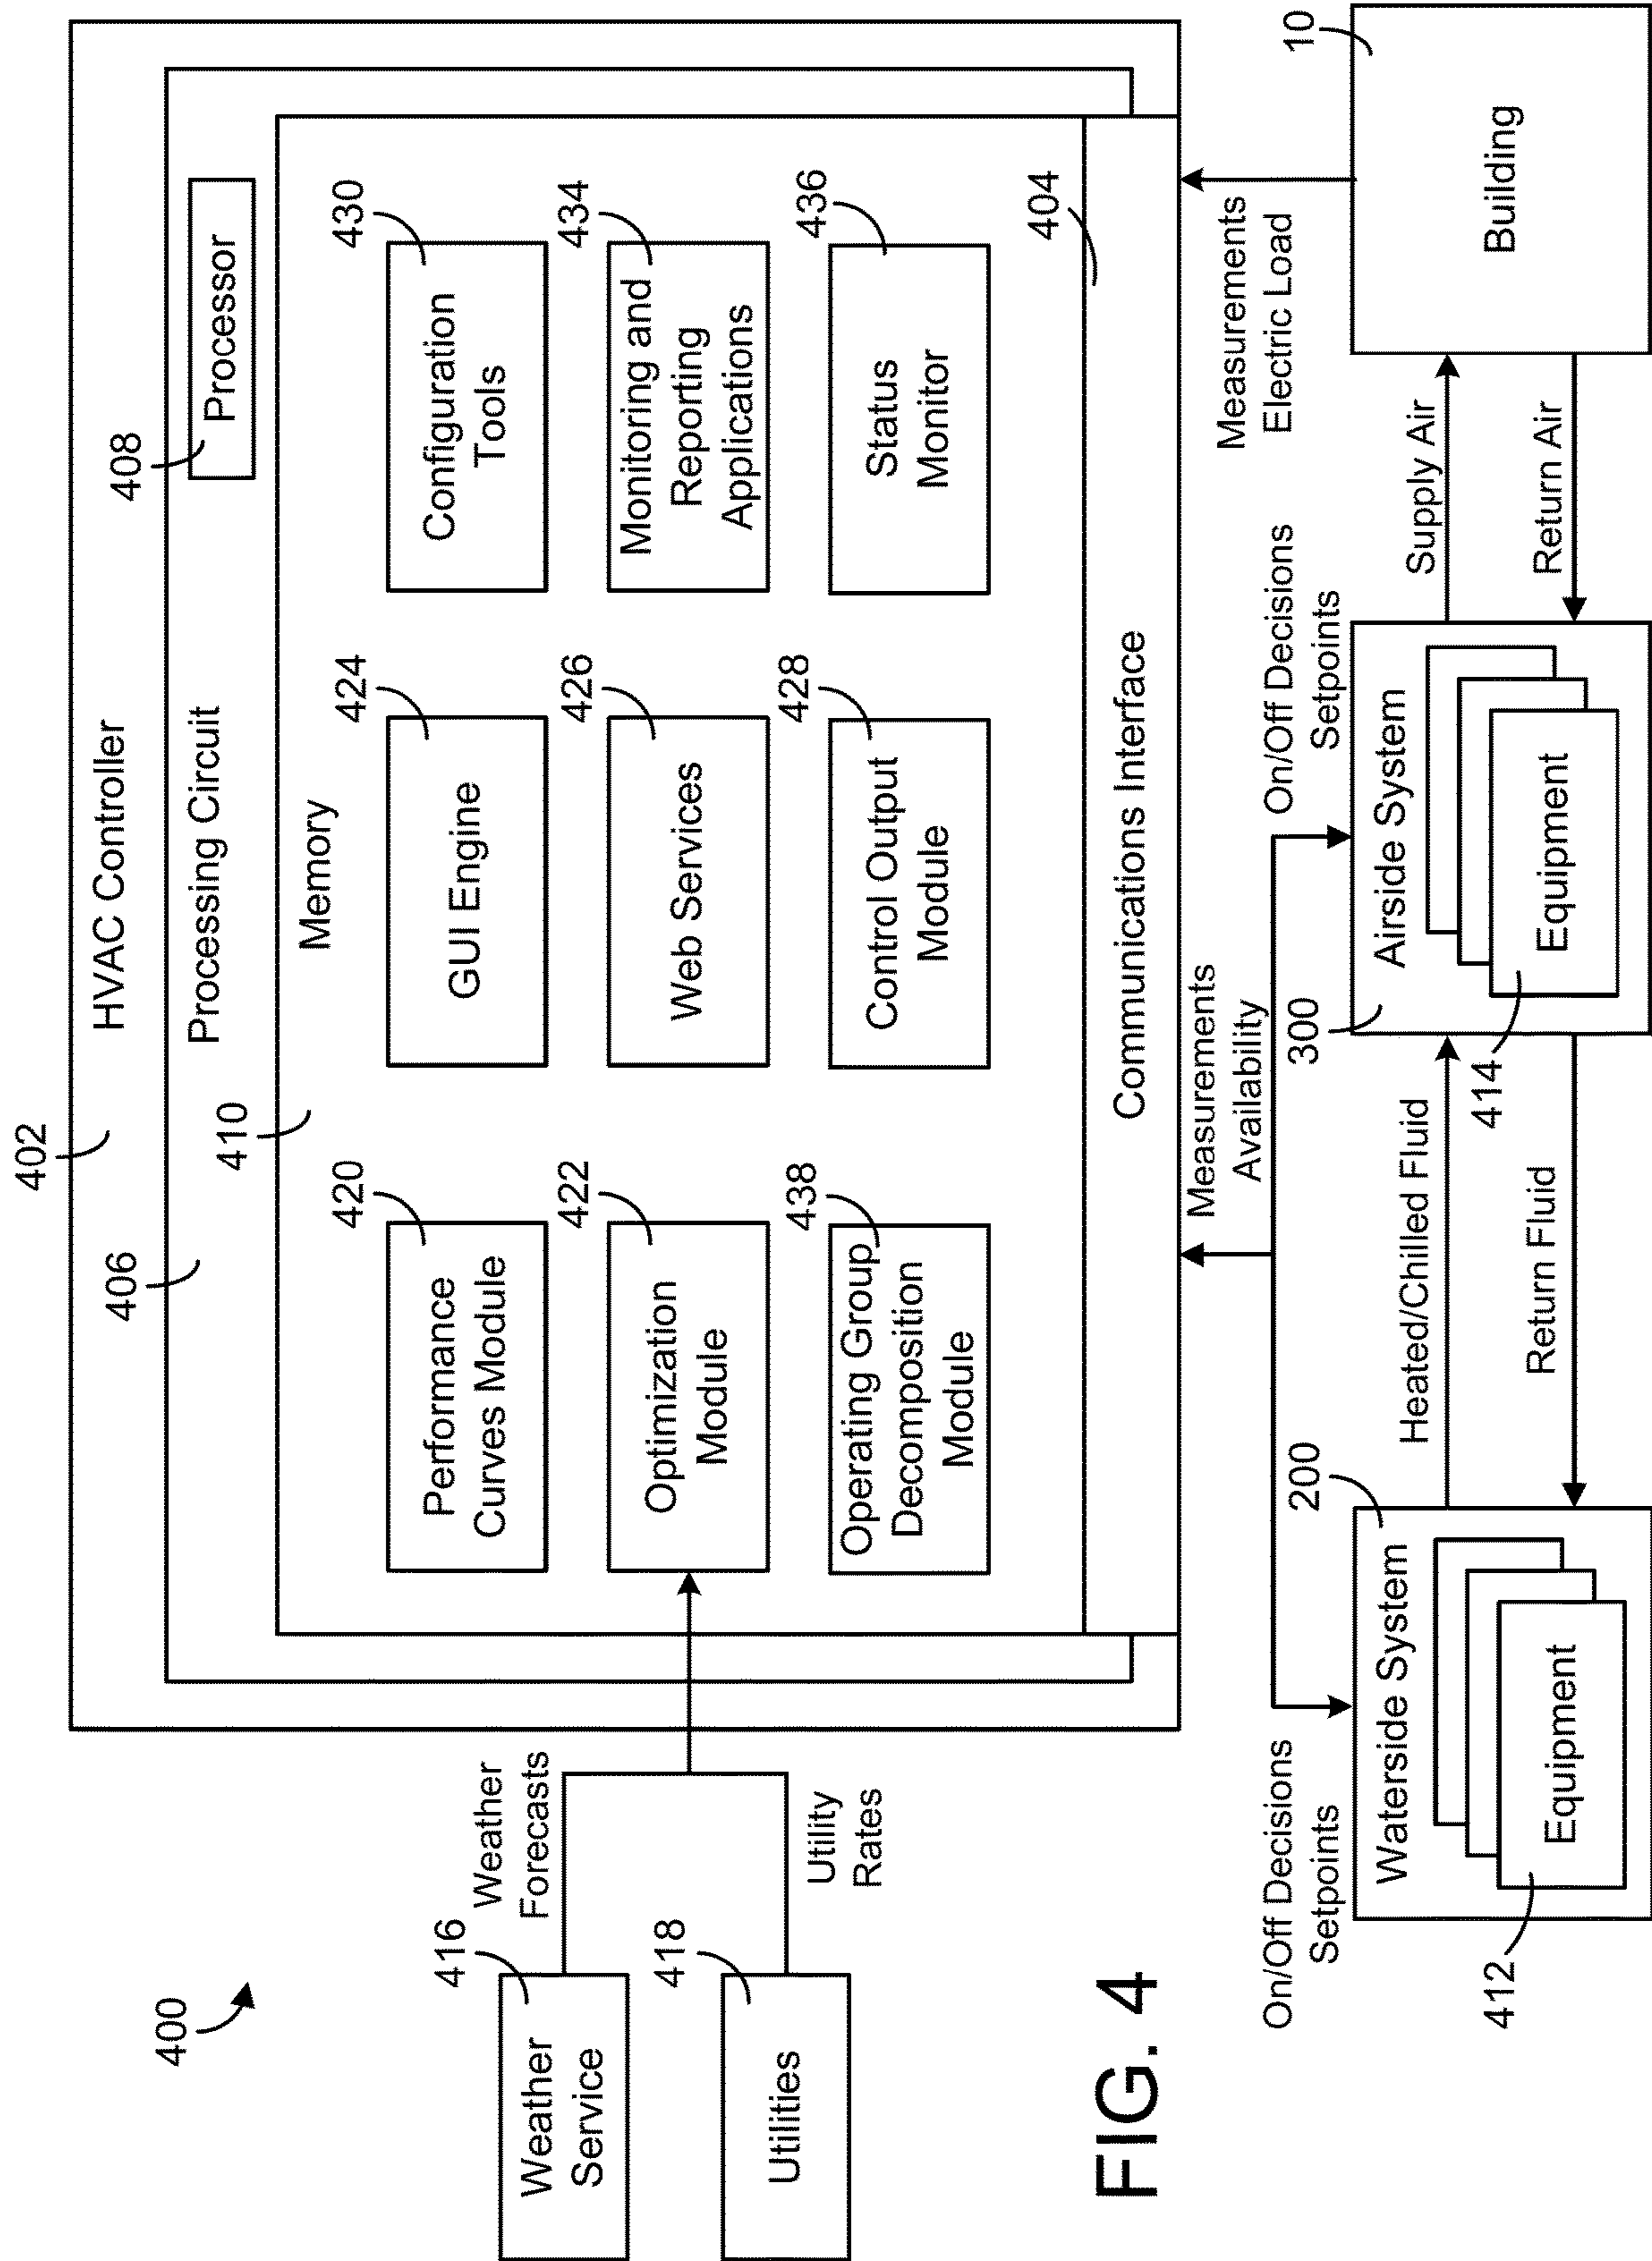 400
402
HVAC Controller
406
Processing Circuit
408
Processor
410
Memory
420
Performance
Curves Module
424
GUI Engine
430
Configuration
Tools
416
Weather
Service
Weather
Forecasts
422
Optimization
Module
426
Web Services
434
Monitoring and
Reporting
Applications
418
Utilities
Utility
Rates
438
Operating Group
Decomposition
Module
428
Control Output
Module
436
Status
Monitor
Communications Interface
404
Measurements
Availability
Measurements
Electric Load
On/Off Decisions
Setpoints
On/Off Decisions
Setpoints
200
Waterside System
Equipment
412
Heated/Chilled Fluid
Return Fluid
300
Airside System
Equipment
414
Supply Air
Return Air
10
Building
FIG. 4